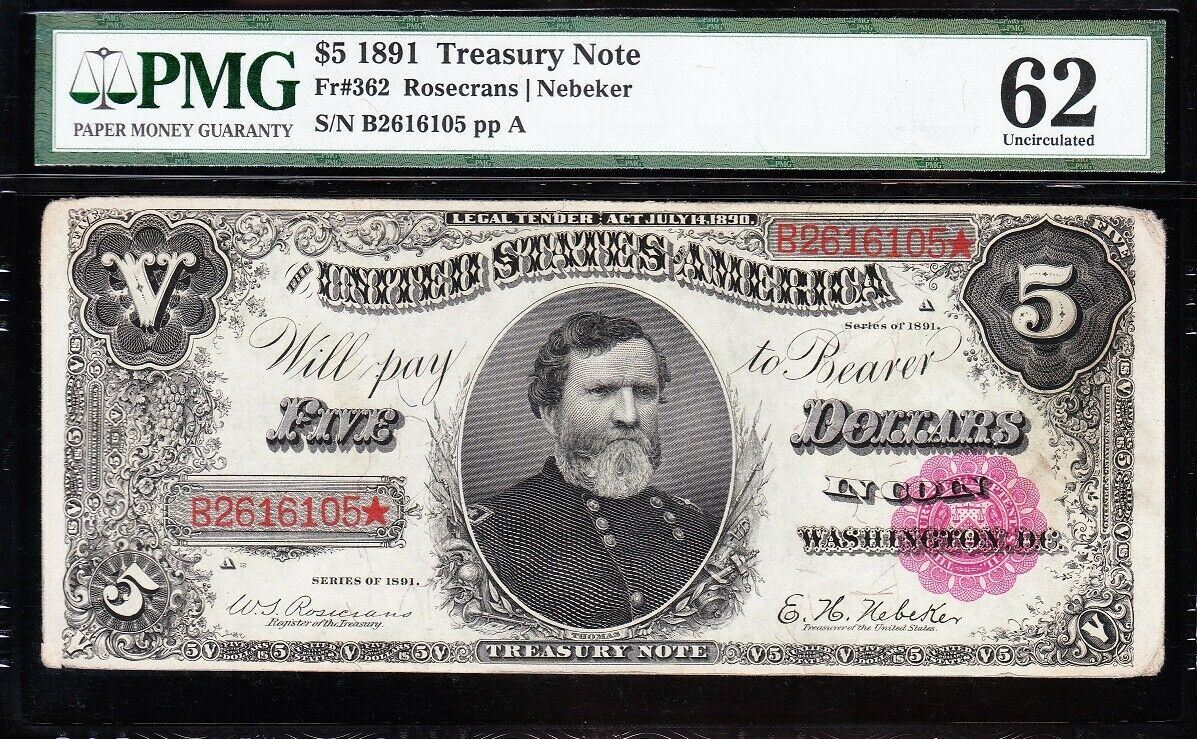 PMG
PAPER MONEY GUARANTY
$5 1891 Treasury Note
Fr#362 Rosecrans | Nebeker
S/N B2616105 pp A
62
Uncirculated
LEGAL TENDER ACT JULY 14, 1890.
B2616105★
FIVE
V
THE UNITED STATES OF AMERICA
5
A
Series of 1891.
Will pay to Bearer
FIVE DOLLARS
IN COIN
B2616105★
WASHINGTON, D.C.
A
SERIES OF 1891.
5
W.S. Rosecrans
Register of the Treasury.
THOMAS
E. H. Nebeker
Treasurer of the United States.
V
TREASURY NOTE